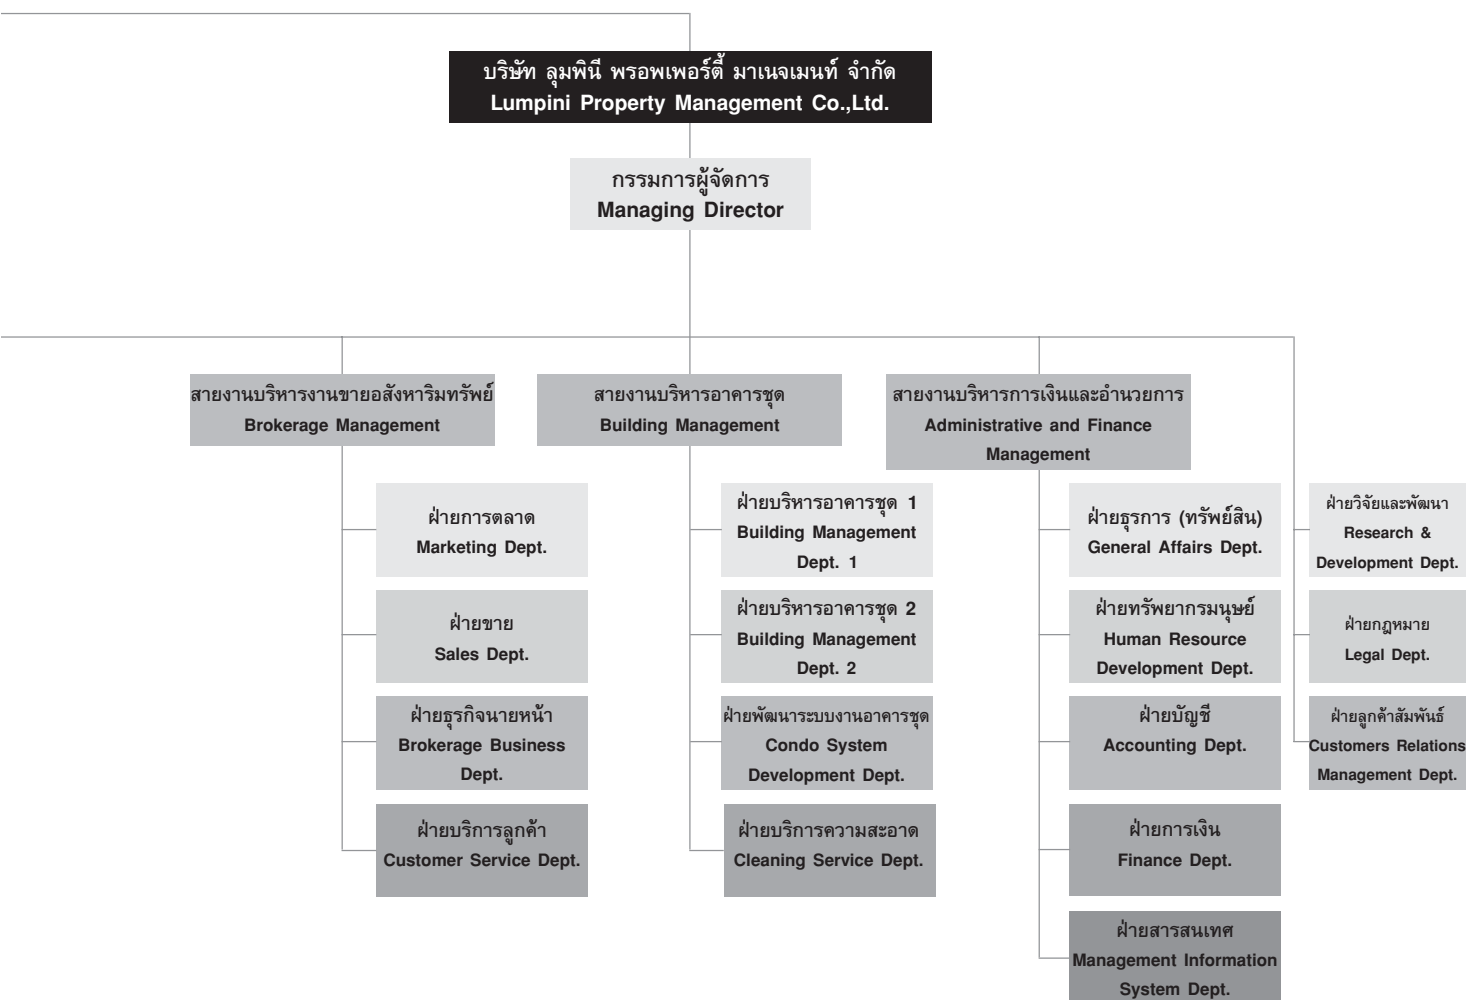 บริษัท ลุมพินี พรอพเพอร์ตี้ มาเนจเมนท์ จำกัด
Lumpini Property Management Co.,Ltd.
กรรมการผู้จัดการ
Managing Director
สายงานบริหารงานขายอสังหาริมทรัพย์
Brokerage Management
สายงานบริหารอาคารชุด
Building Management
สายงานบริหารการเงินและอำนวยการ
Administrative and Finance
Management
ฝ่ายการตลาด
Marketing Dept.
ฝ่ายขาย
Sales Dept.
ฝ่ายธุรกิจนายหน้า
Brokerage Business
Dept.
ฝ่ายบริการลูกค้า
Customer Service Dept.
ฝ่ายบริหารอาคารชุด 1
Building Management
Dept. 1
ฝ่ายบริหารอาคารชุด 2
Building Management
Dept. 2
ฝ่ายพัฒนาระบบงานอาคารชุด
Condo System
Development Dept.
ฝ่ายบริการความสะอาด
Cleaning Service Dept.
ฝ่ายธุรการ (ทรัพย์สิน)
General Affairs Dept.
ฝ่ายทรัพยากรมนุษย์
Human Resource
Development Dept.
ฝ่ายบัญชี
Accounting Dept.
ฝ่ายการเงิน
Finance Dept.
ฝ่ายสารสนเทศ
Management Information
System Dept.
ฝ่ายวิจัยและพัฒนา
Research &
Development Dept.
ฝ่ายกฎหมาย
Legal Dept.
ฝ่ายลูกค้าสัมพันธ์
Customers Relations
Management Dept.